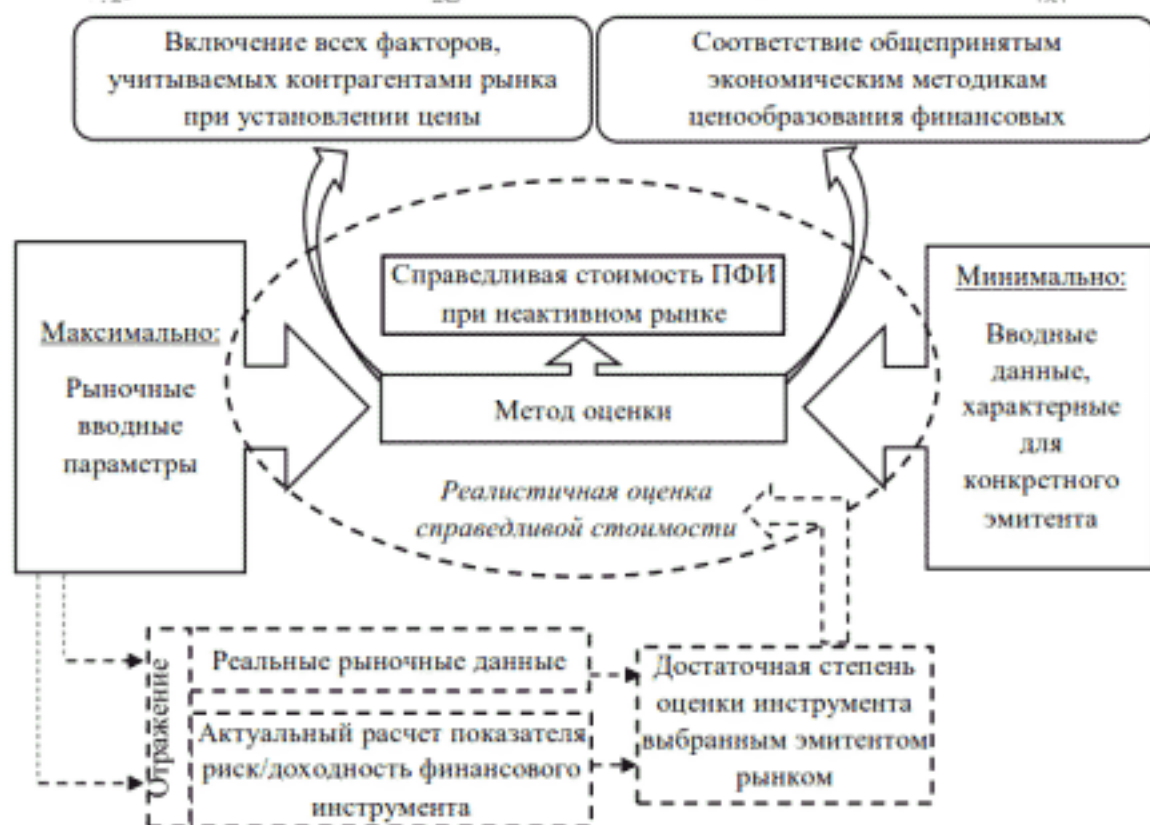 Включение всех факторов,
учитываемых контрагентами рынка
при установлении цены
Соответствие общепринятым
экономическим методикам
ценообразования финансовых
Максимально:
Рыночные
вводные
параметры
Справедливая стоимость ПФИ
при неактивном рынке
Метод оценки
Реалистичная оценка
справедливой стоимости
Минимально:
Вводные
данные,
характерные
для
конкретного
эмитента
Отражение
Реальные рыночные данные
Актуальный расчет показателя
риск/доходность финансового
инструмента
Достаточная степень
оценки инструмента
выбранным эмитентом
рынком